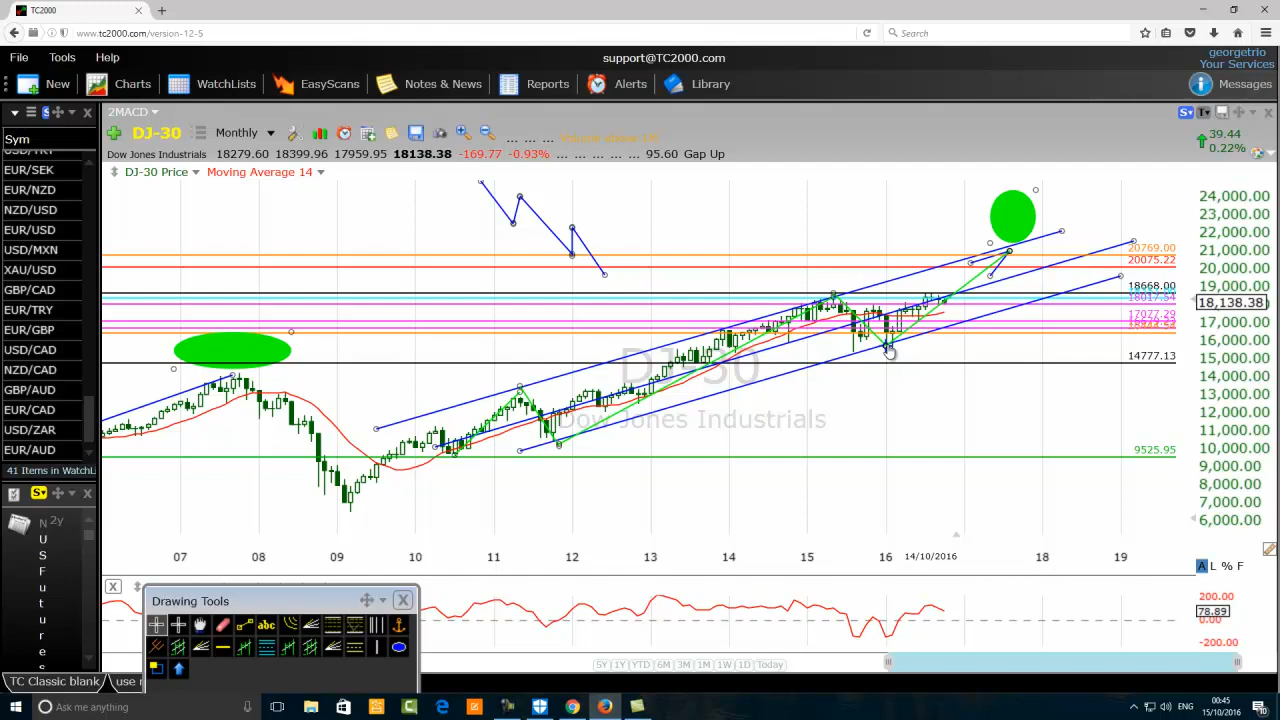 TC2000
www.tc2000.com/version-12-5
Search
File Tools Help
support@TC2000.com
georgetrio
Your Services
New Charts WatchLists EasyScans Notes & News Reports Alerts Library
Messages
2MACD
DJ-30 Monthly
39.44
0.22%
Dow Jones Industrials 18279.60 18399.96 17959.95 18138.38 -169.77 -0.93% ... ... ... ... ... 95.60 Gap Up
DJ-30 Price Moving Average 14
Sym
EUR/SEK
EUR/NZD
NZD/USD
EUR/USD
USD/MXN
XAU/USD
GBP/CAD
EUR/TRY
EUR/GBP
USD/CAD
NZD/CAD
GBP/AUD
EUR/CAD
USD/ZAR
EUR/AUD
41 Items in WatchLi
N 2y
U
S
F
u
t
u
r
e
s
TC Classic blank
24,000.00
23,000.00
22,000.00
21,000.00
20,000.00
19,000.00
18,138.38
17,000.00
16,000.00
15,000.00
14,000.00
13,000.00
12,000.00
11,000.00
10,000.00
9,000.00
8,000.00
7,000.00
6,000.00
20769.00
20075.22
18668.00
18017.54
17077.29
14777.13
9525.95
DJ-30
Dow Jones Industrials
07 08 09 10 11 12 13 14 15 16 14/10/2016 18 19
A L % F
200.00
78.89
0.00
-200.00
Drawing Tools
abc
5Y 1Y YTD 6M 3M 1M 1W 1D Today
Ask me anything
ENG
00:45
15/10/2016